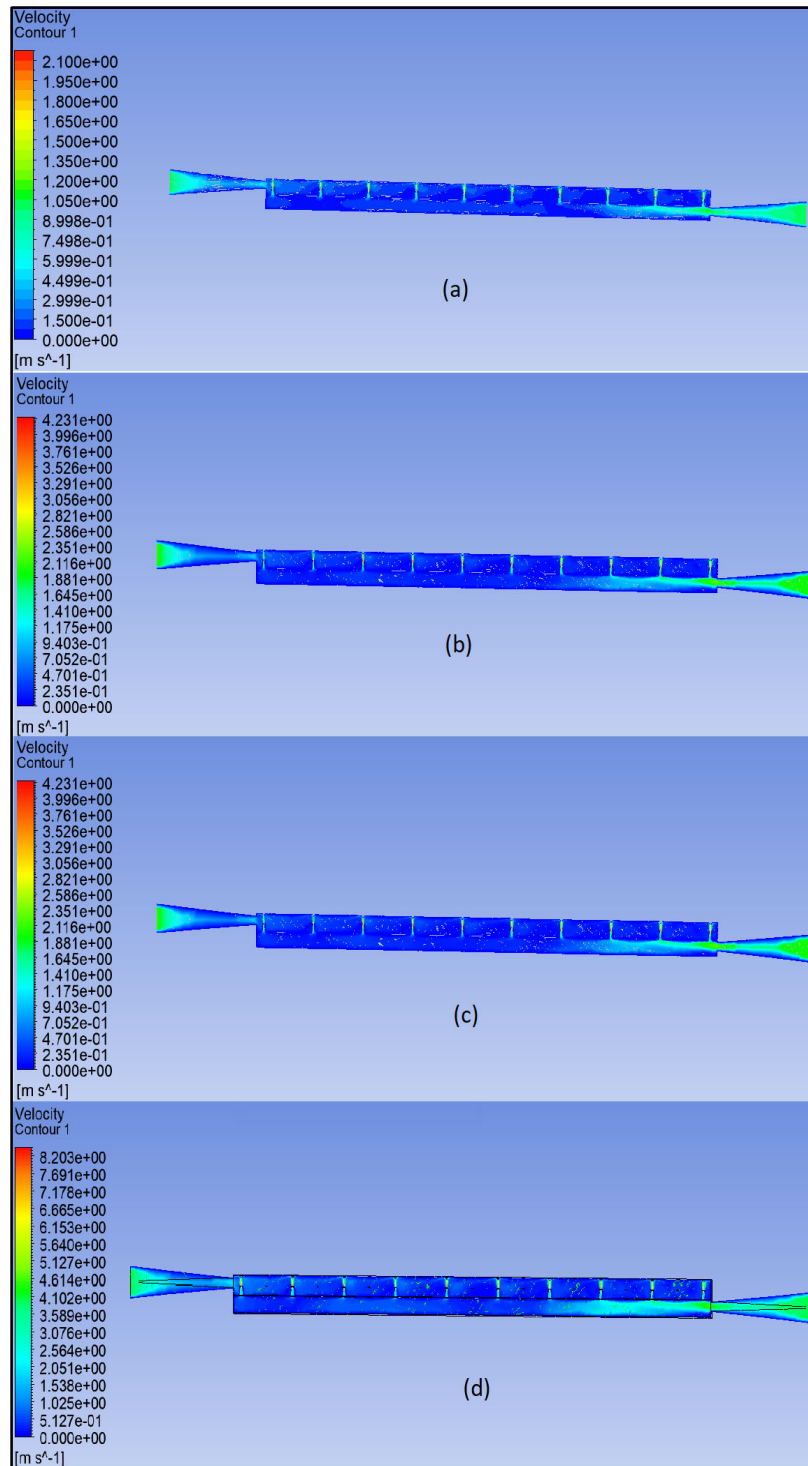 Velocity
Contour 1
2.100e+00
1.950e+00
1.800e+00
1.650e+00
1.500e+00
1.350e+00
1.200e+00
1.050e+00
8.998e-01
7.498e-01
5.999e-01
4.499e-01
2.999e-01
1.500e-01
0.000e+00
[m s^-1]
(a)
Velocity
Contour 1
4.231e+00
3.996e+00
3.761e+00
3.526e+00
3.291e+00
3.056e+00
2.821e+00
2.586e+00
2.351e+00
2.116e+00
1.881e+00
1.645e+00
1.410e+00
1.175e+00
9.403e-01
7.052e-01
4.701e-01
2.351e-01
0.000e+00
[m s^-1]
(b)
Velocity
Contour 1
4.231e+00
3.996e+00
3.761e+00
3.526e+00
3.291e+00
3.056e+00
2.821e+00
2.586e+00
2.351e+00
2.116e+00
1.881e+00
1.645e+00
1.410e+00
1.175e+00
9.403e-01
7.052e-01
4.701e-01
2.351e-01
0.000e+00
[m s^-1]
(c)
Velocity
Contour 1
8.203e+00
7.691e+00
7.178e+00
6.665e+00
6.153e+00
5.640e+00
5.127e+00
4.614e+00
4.102e+00
3.589e+00
3.076e+00
2.564e+00
2.051e+00
1.538e+00
1.025e+00
5.127e-01
0.000e+00
[m s^-1]
(d)